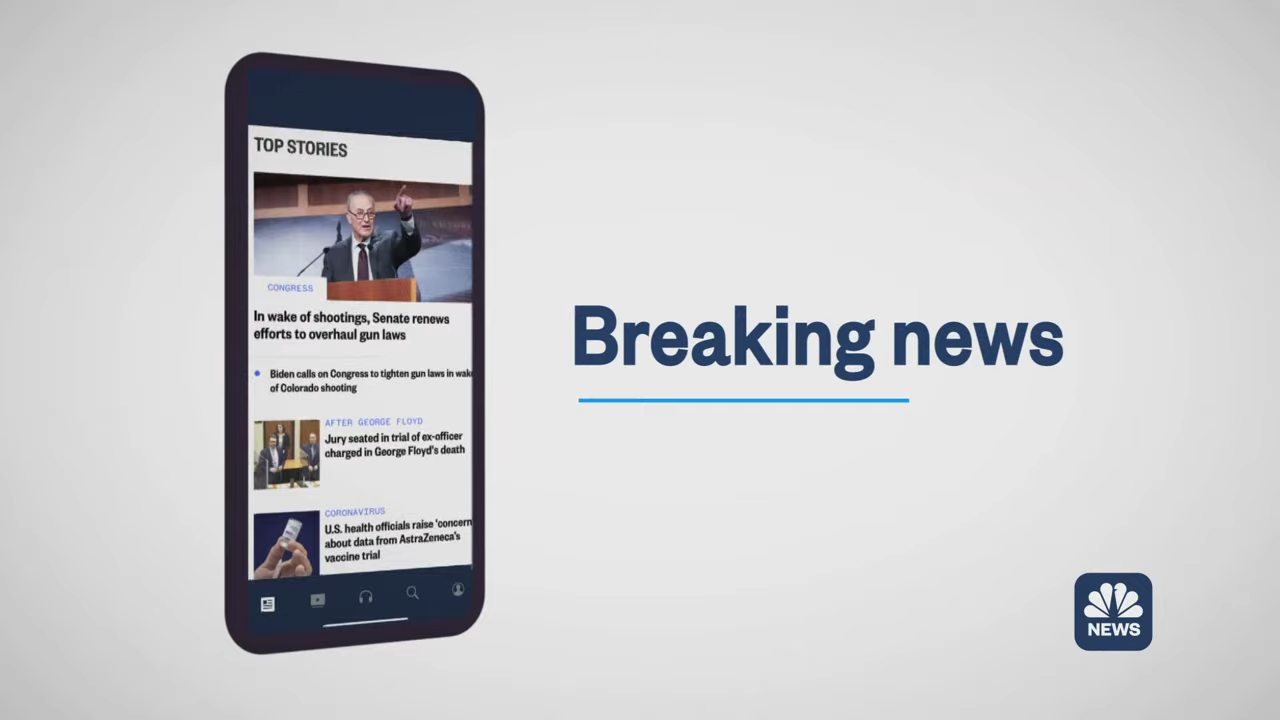 TOP STORIES
CONGRESS
In wake of shootings, Senate renews
efforts to overhaul gun laws
Biden calls on Congress to tighten gun laws in wake
of Colorado shooting
AFTER GEORGE FLOYD
Jury seated in trial of ex-officer
charged in George Floyd's death
CORONAVIRUS
U.S. health officials raise 'concern
about data from AstraZeneca's
vaccine trial
Breaking news
NEWS